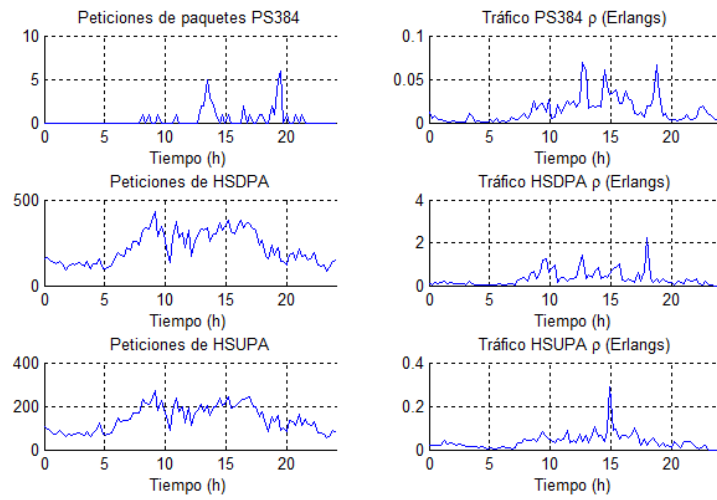 Peticiones de paquetes PS384
10
5
0
0 5 10 15 20
Tiempo (h)
Tráfico PS384 ρ (Erlangs)
0.1
0.05
0
0 5 10 15 20
Tiempo (h)
Peticiones de HSDPA
500
0
0 5 10 15 20
Tiempo (h)
Tráfico HSDPA ρ (Erlangs)
4
2
0
0 5 10 15 20
Tiempo (h)
Peticiones de HSUPA
400
200
0
0 5 10 15 20
Tiempo (h)
Tráfico HSUPA ρ (Erlangs)
0.4
0.2
0
0 5 10 15 20
Tiempo (h)